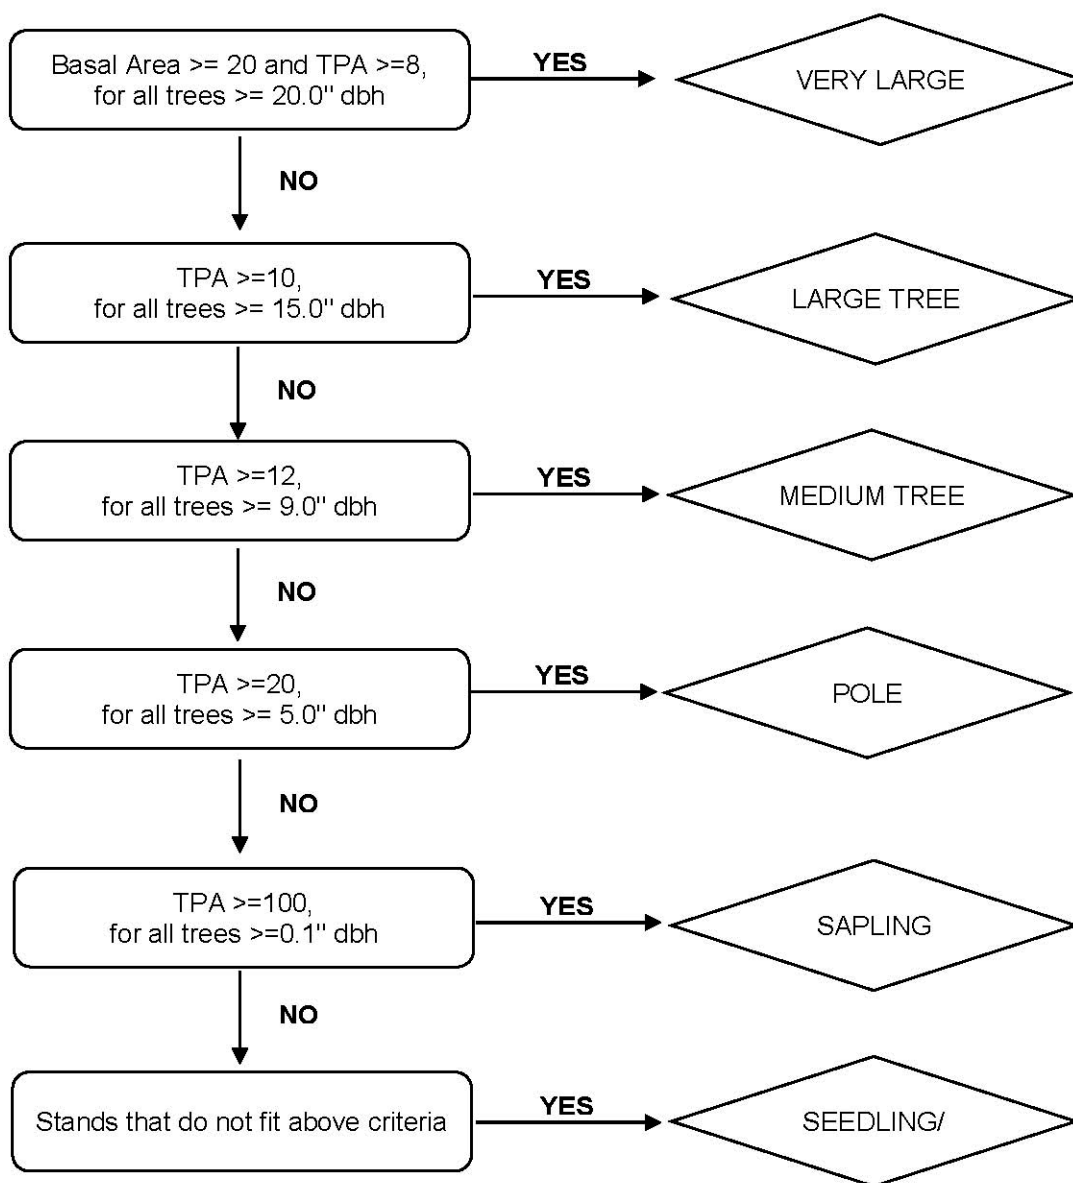 Basal Area >= 20 and TPA >=8,
for all trees >= 20.0" dbh
YES
VERY LARGE
NO
TPA >=10,
for all trees >= 15.0" dbh
YES
LARGE TREE
NO
TPA >=12,
for all trees >= 9.0" dbh
YES
MEDIUM TREE
NO
TPA >=20,
for all trees >= 5.0" dbh
YES
POLE
NO
TPA >=100,
for all trees >=0.1" dbh
YES
SAPLING
NO
Stands that do not fit above criteria
YES
SEEDLING/